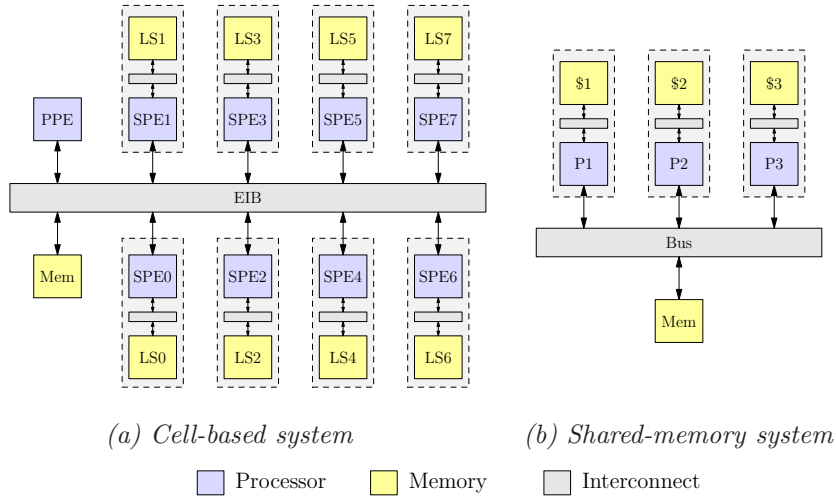 LS1 LS3 LS5 LS7
$1 $2 $3
PPE SPE1 SPE3 SPE5 SPE7
P1 P2 P3
EIB
Bus
Mem SPE0 SPE2 SPE4 SPE6
Mem
LS0 LS2 LS4 LS6
(a) Cell-based system
(b) Shared-memory system
Processor Memory Interconnect